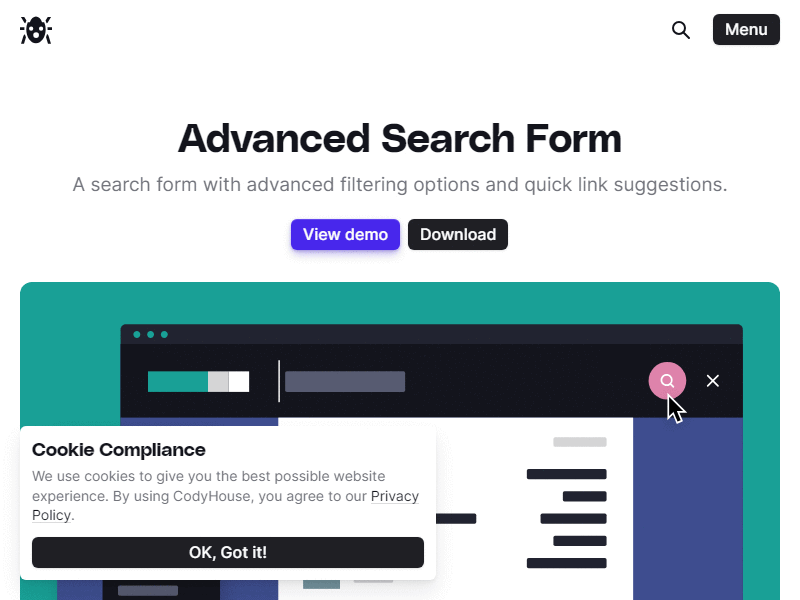 Menu
Advanced Search Form
A search form with advanced filtering options and quick link suggestions.
View demo
Download
Cookie Compliance
We use cookies to give you the best possible website
experience. By using CodyHouse, you agree to our Privacy
Policy.
OK, Got it!